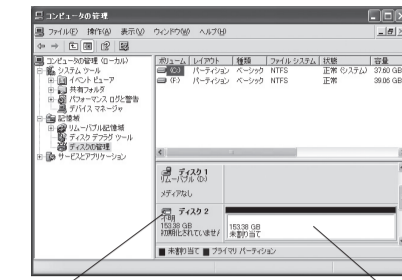 コンピュータの管理
ファイル(F) 操作(A) 表示(V) ウィンドウ(W) ヘルプ(H)
コンピュータの管理 (ローカル)
システム ツール
イベント ビューア
共有フォルダ
パフォーマンス ログと警告
デバイス マネージャ
記憶域
リムーバブル記憶域
ディスク デフラグ ツール
ディスクの管理
サービスとアプリケーション
ボリューム レイアウト 種類 ファイル システム 状態 容量
(C:) パーティション ベーシック NTFS 正常 (システム) 37.60 GB
(F:) パーティション ベーシック NTFS 正常 39.06 GB
ディスク 1
リムーバブル (D:)
メディアなし
ディスク 2
不明
153.38 GB
初期化されていません
153.38 GB
未割り当て
未割り当て プライマリ パーティション